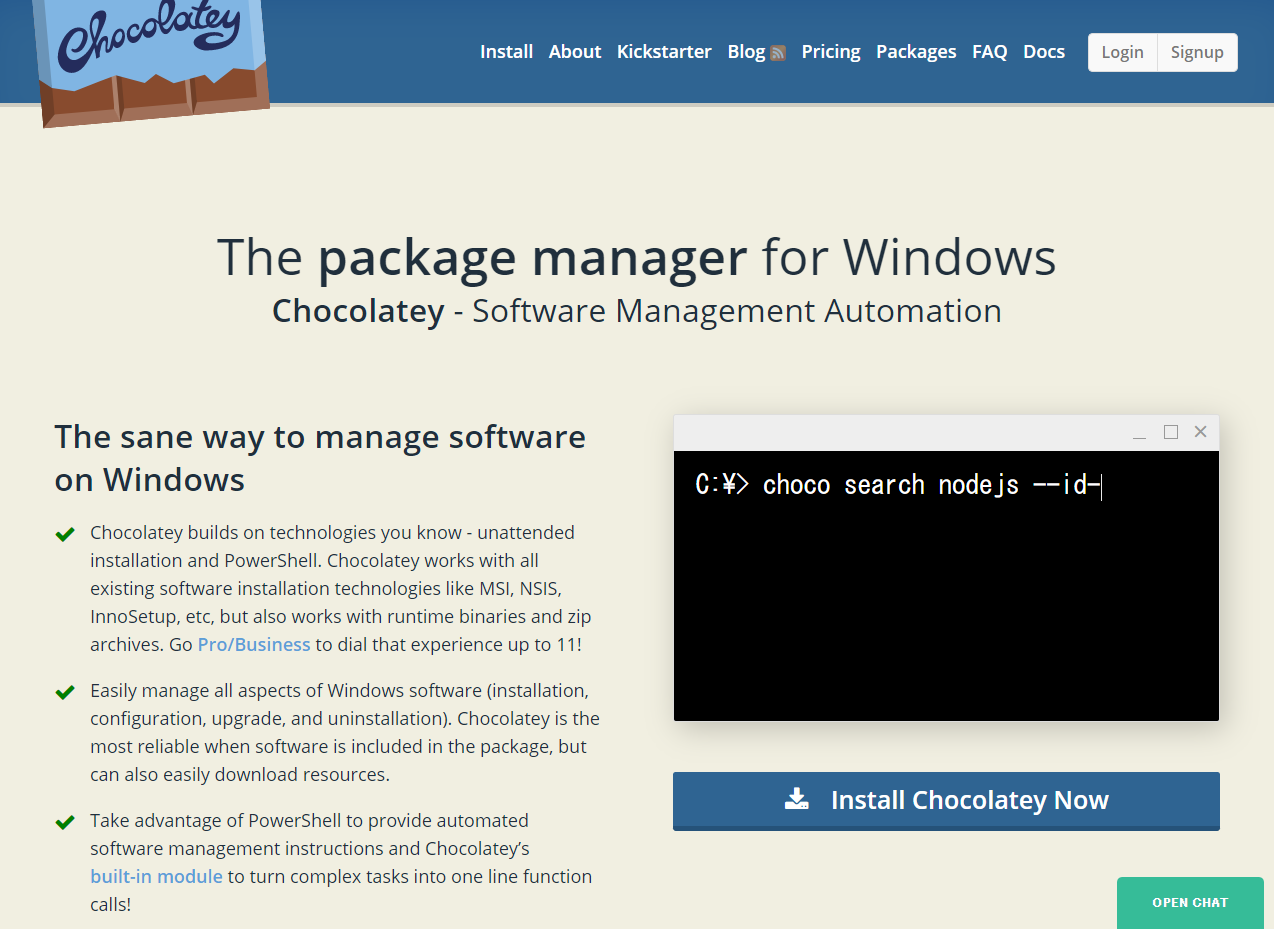 Chocolatey
Install About Kickstarter Blog Pricing Packages FAQ Docs Login Signup
The package manager for Windows
Chocolatey - Software Management Automation
The sane way to manage software
on Windows
Chocolatey builds on technologies you know - unattended
installation and PowerShell. Chocolatey works with all
existing software installation technologies like MSI, NSIS,
InnoSetup, etc, but also works with runtime binaries and zip
archives. Go Pro/Business to dial that experience up to 11!
Easily manage all aspects of Windows software (installation,
configuration, upgrade, and uninstallation). Chocolatey is the
most reliable when software is included in the package, but
can also easily download resources.
Take advantage of PowerShell to provide automated
software management instructions and Chocolatey’s
built-in module to turn complex tasks into one line function
calls!
C:¥> choco search nodejs --id-
Install Chocolatey Now
OPEN CHAT